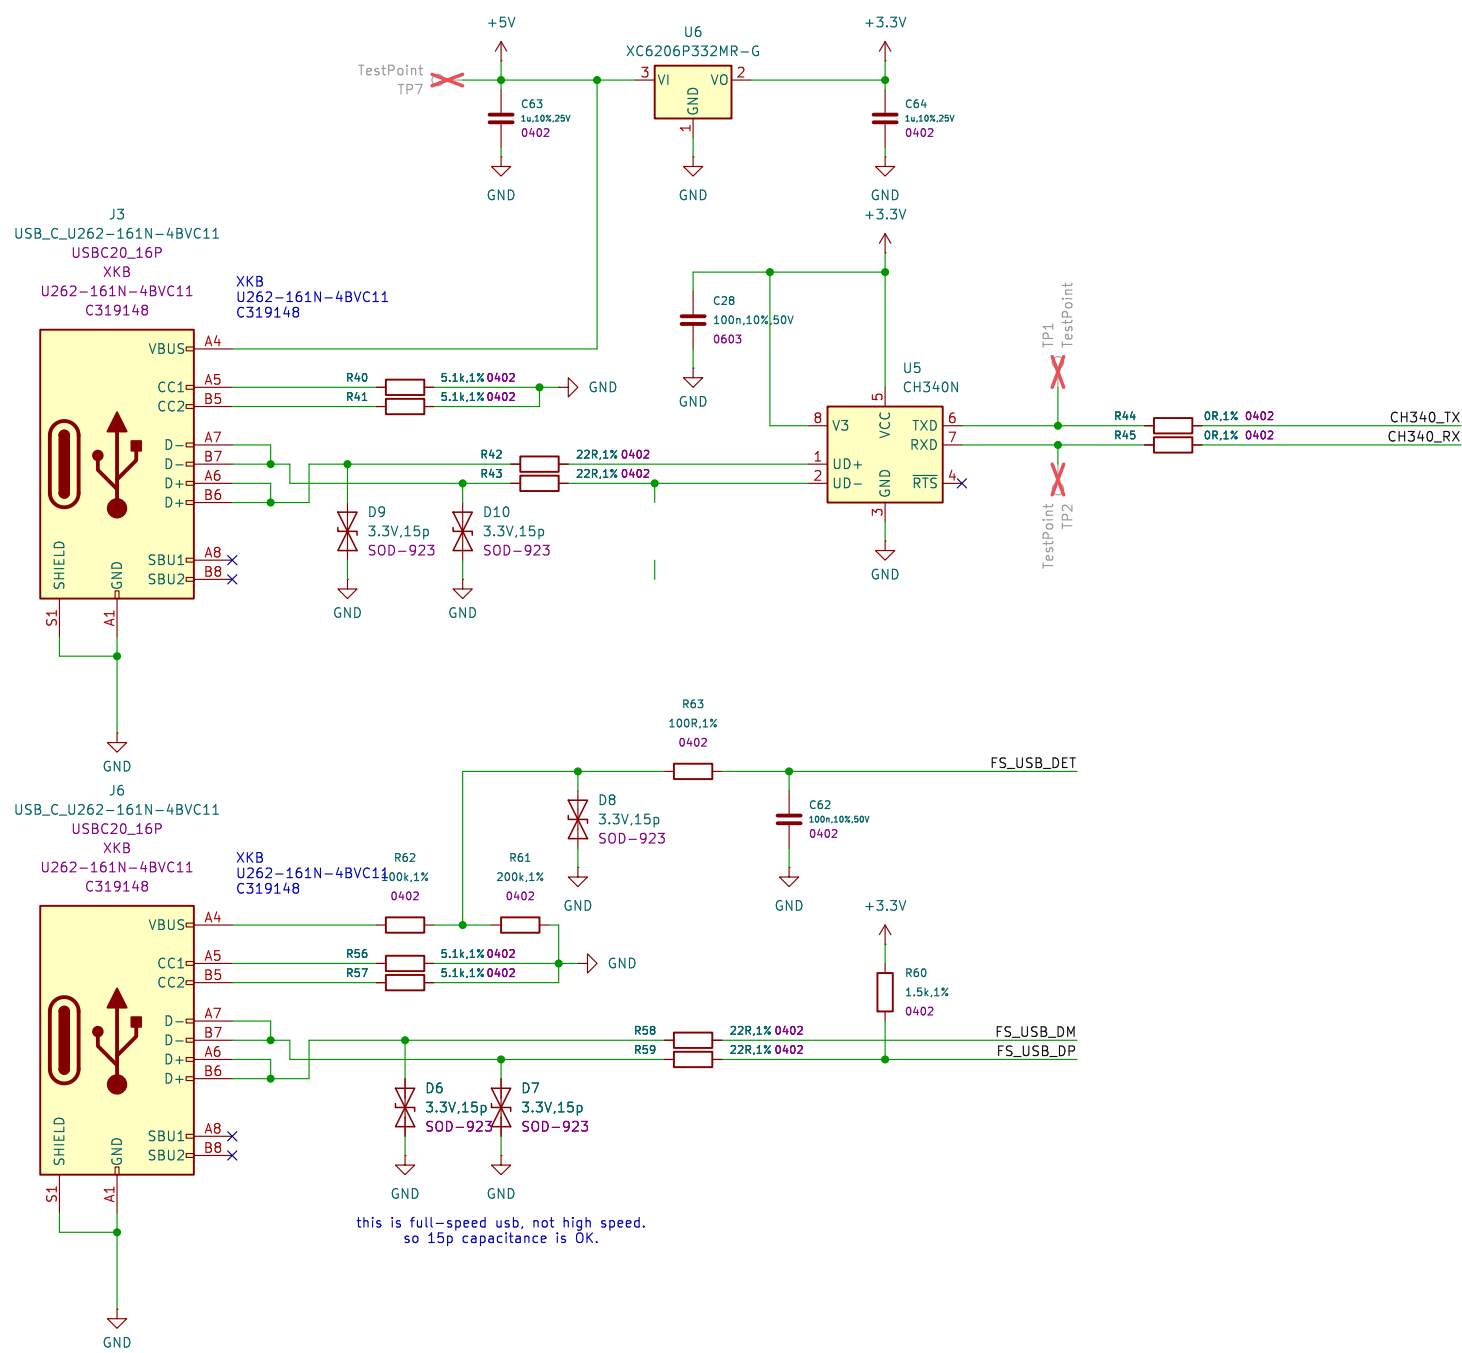 +5V
TestPoint
TP7
C63
1u,10%,25V
0402
GND
U6
XC6206P332MR-G
3
VI
VO
2
GND
1
GND
+3.3V
C64
1u,10%,25V
0402
GND
J3
USB_C_U262-161N-4BVC11
USBC20_16P
XKB
U262-161N-4BVC11
C319148
XKB
U262-161N-4BVC11
C319148
VBUS
A4
CC1
A5
CC2
B5
D-
A7
D-
B7
D+
A6
D+
B6
SBU1
A8
SBU2
B8
SHIELD
GND
S1
A1
GND
R40
5.1k,1%
0402
R41
5.1k,1%
0402
GND
R42
22R,1%
0402
R43
22R,1%
0402
D9
3.3V,15p
SOD-923
GND
D10
3.3V,15p
SOD-923
GND
+3.3V
C28
100n,10%,50V
0603
GND
U5
CH340N
5
VCC
8
V3
1
UD+
2
UD-
TXD
6
RXD
7
RTS
4
GND
3
GND
TP1
TestPoint
TestPoint
TP2
R44
0R,1%
0402
R45
0R,1%
0402
CH340_TX
CH340_RX
J6
USB_C_U262-161N-4BVC11
USBC20_16P
XKB
U262-161N-4BVC11
C319148
XKB
U262-161N-4BVC11
C319148
VBUS
A4
CC1
A5
CC2
B5
D-
A7
D-
B7
D+
A6
D+
B6
SBU1
A8
SBU2
B8
SHIELD
GND
S1
A1
GND
R63
100R,1%
0402
FS_USB_DET
D8
3.3V,15p
SOD-923
GND
C62
100n,10%,50V
0402
GND
R62
100k,1%
0402
R61
200k,1%
0402
R56
5.1k,1%
0402
R57
5.1k,1%
0402
GND
+3.3V
R60
1.5k,1%
0402
R58
22R,1%
0402
R59
22R,1%
0402
FS_USB_DM
FS_USB_DP
D6
3.3V,15p
SOD-923
GND
D7
3.3V,15p
SOD-923
GND
this is full-speed usb, not high speed.
so 15p capacitance is OK.